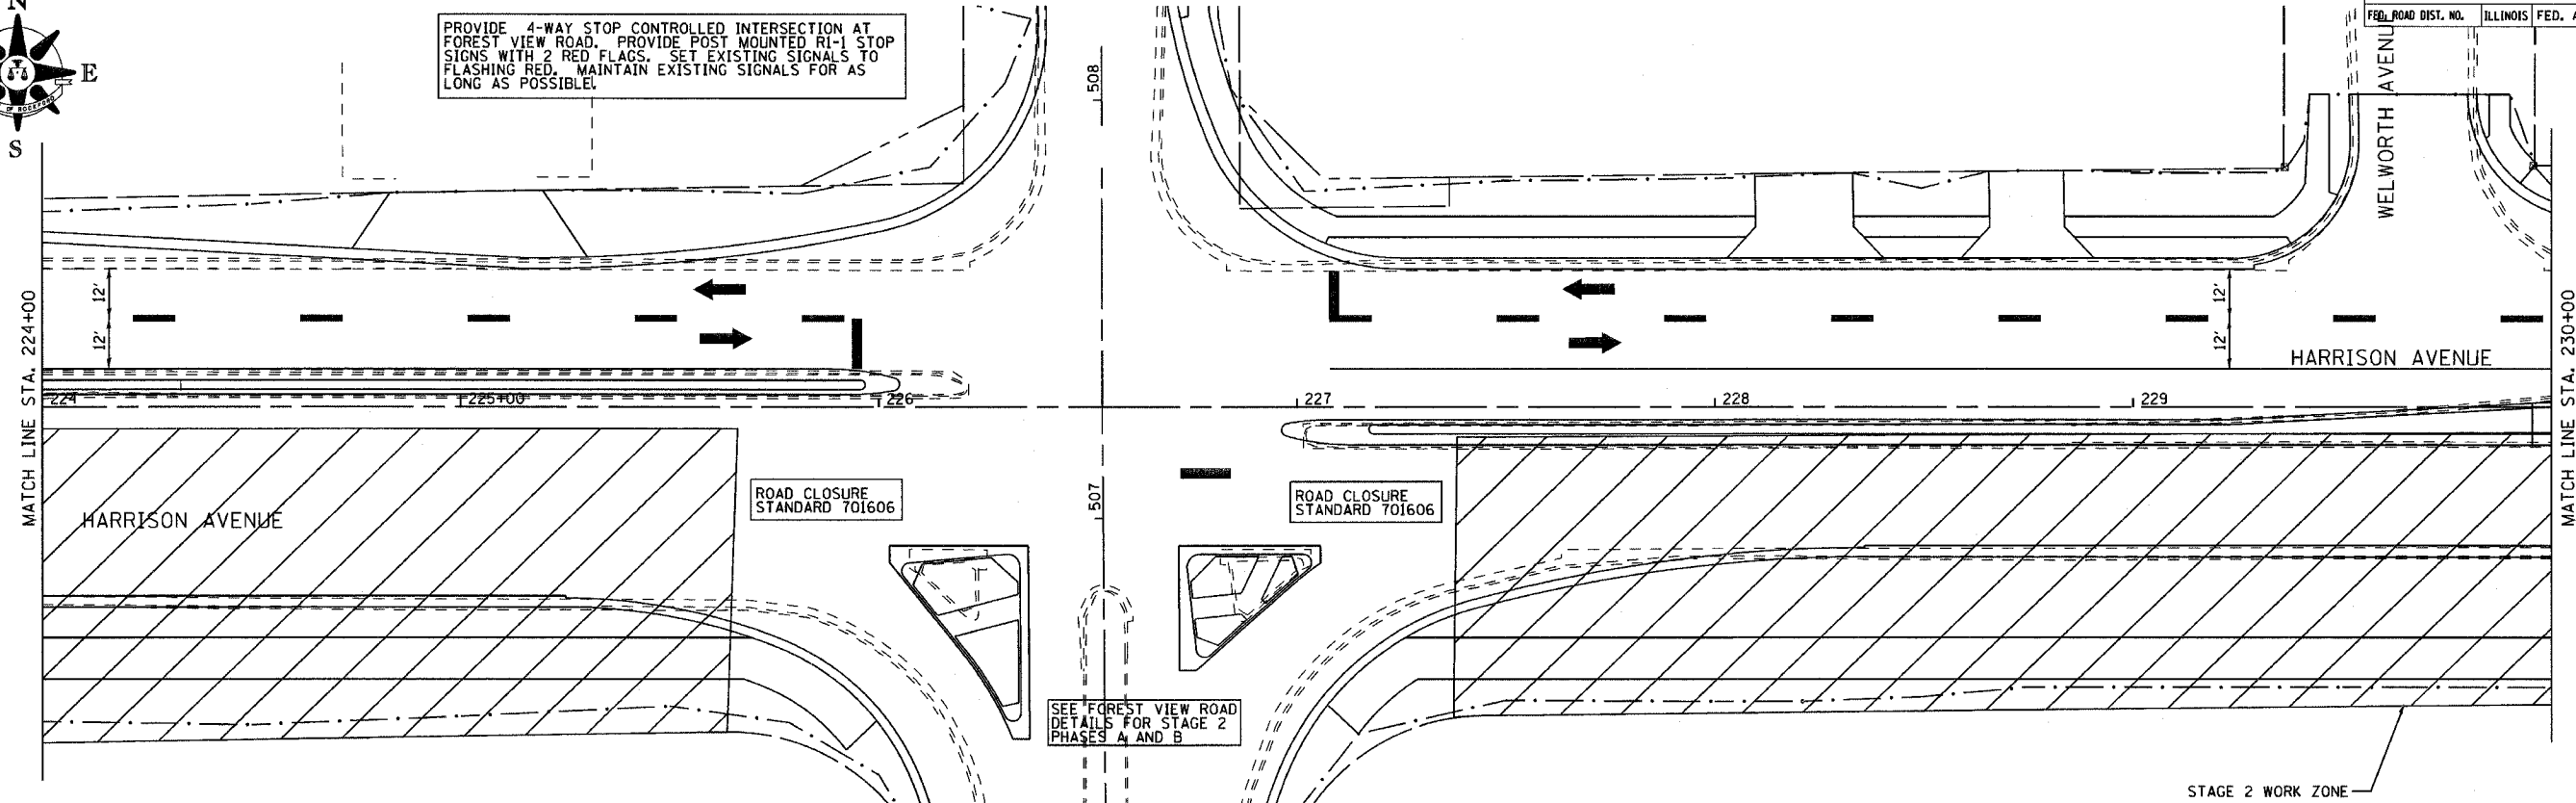 N
E
S
OF ROCKFORD
PROVIDE 4-WAY STOP CONTROLLED INTERSECTION AT
FOREST VIEW ROAD. PROVIDE POST MOUNTED R1-1 STOP
SIGNS WITH 2 RED FLAGS. SET EXISTING SIGNALS TO
FLASHING RED. MAINTAIN EXISTING SIGNALS FOR AS
LONG AS POSSIBLE.
FED. ROAD DIST. NO.
ILLINOIS
FED.
508
WELWORTH AVENUE
12'
12'
12'
12'
MATCH LINE STA. 224+00
HARRISON AVENUE
MATCH LINE STA. 230+00
224
225+00
226
227
228
229
HARRISON AVENUE
ROAD CLOSURE
STANDARD 701606
507
ROAD CLOSURE
STANDARD 701606
SEE FOREST VIEW ROAD
DETAILS FOR STAGE 2
PHASES A AND B
STAGE 2 WORK ZONE